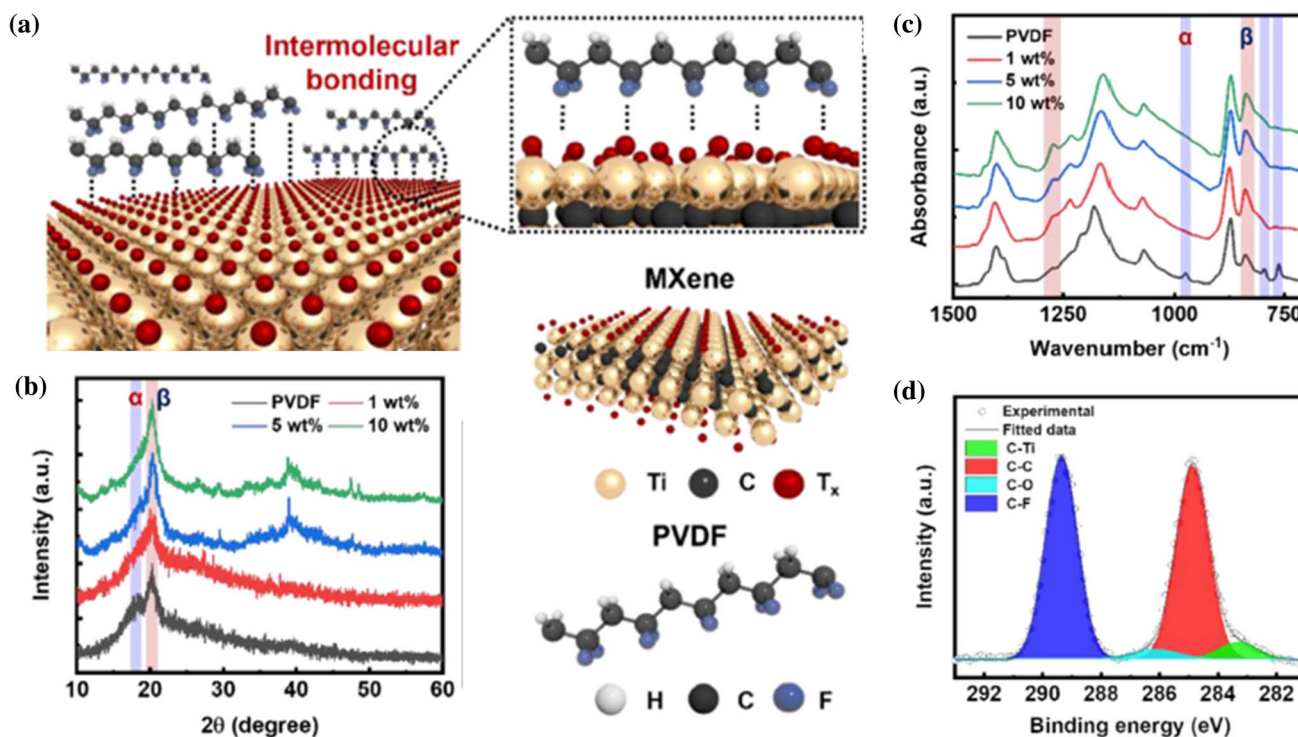 (a)
Intermolecular
bonding
MXene
Ti C Tₓ
PVDF
H C F
(b)
α β
PVDF 1 wt%
5 wt% 10 wt%
Intensity (a.u.)
10 20 30 40 50 60
2θ (degree)
(c)
PVDF
1 wt%
5 wt%
10 wt%
α β
Absorbance (a.u.)
1500 1250 1000 750
Wavenumber (cm⁻¹)
(d)
Experimental
Fitted data
C-Ti
C-C
C-O
C-F
Intensity (a.u.)
292 290 288 286 284 282
Binding energy (eV)